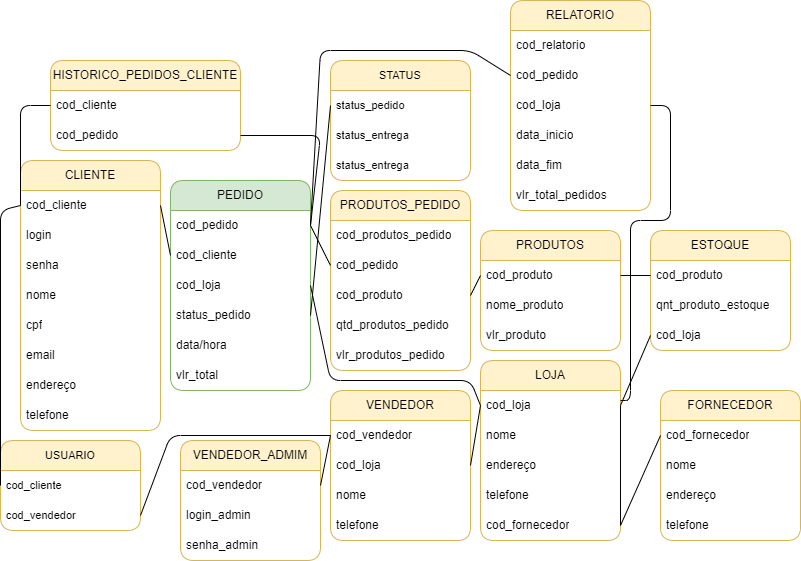 RELATORIO
cod_relatorio
cod_pedido
cod_loja
data_inicio
data_fim
vlr_total_pedidos
HISTORICO_PEDIDOS_CLIENTE
cod_cliente
cod_pedido
STATUS
status_pedido
status_entrega
status_entrega
CLIENTE
cod_cliente
login
senha
nome
cpf
email
endereço
telefone
PEDIDO
cod_pedido
cod_cliente
cod_loja
status_pedido
data/hora
vlr_total
PRODUTOS_PEDIDO
cod_produtos_pedido
cod_pedido
cod_produto
qtd_produtos_pedido
vlr_produtos_pedido
PRODUTOS
cod_produto
nome_produto
vlr_produto
ESTOQUE
cod_produto
qnt_produto_estoque
cod_loja
LOJA
cod_loja
nome
endereço
telefone
cod_fornecedor
VENDEDOR
cod_vendedor
cod_loja
nome
telefone
FORNECEDOR
cod_fornecedor
nome
endereço
telefone
USUARIO
cod_cliente
cod_vendedor
VENDEDOR_ADMIM
cod_vendedor
login_admin
senha_admin